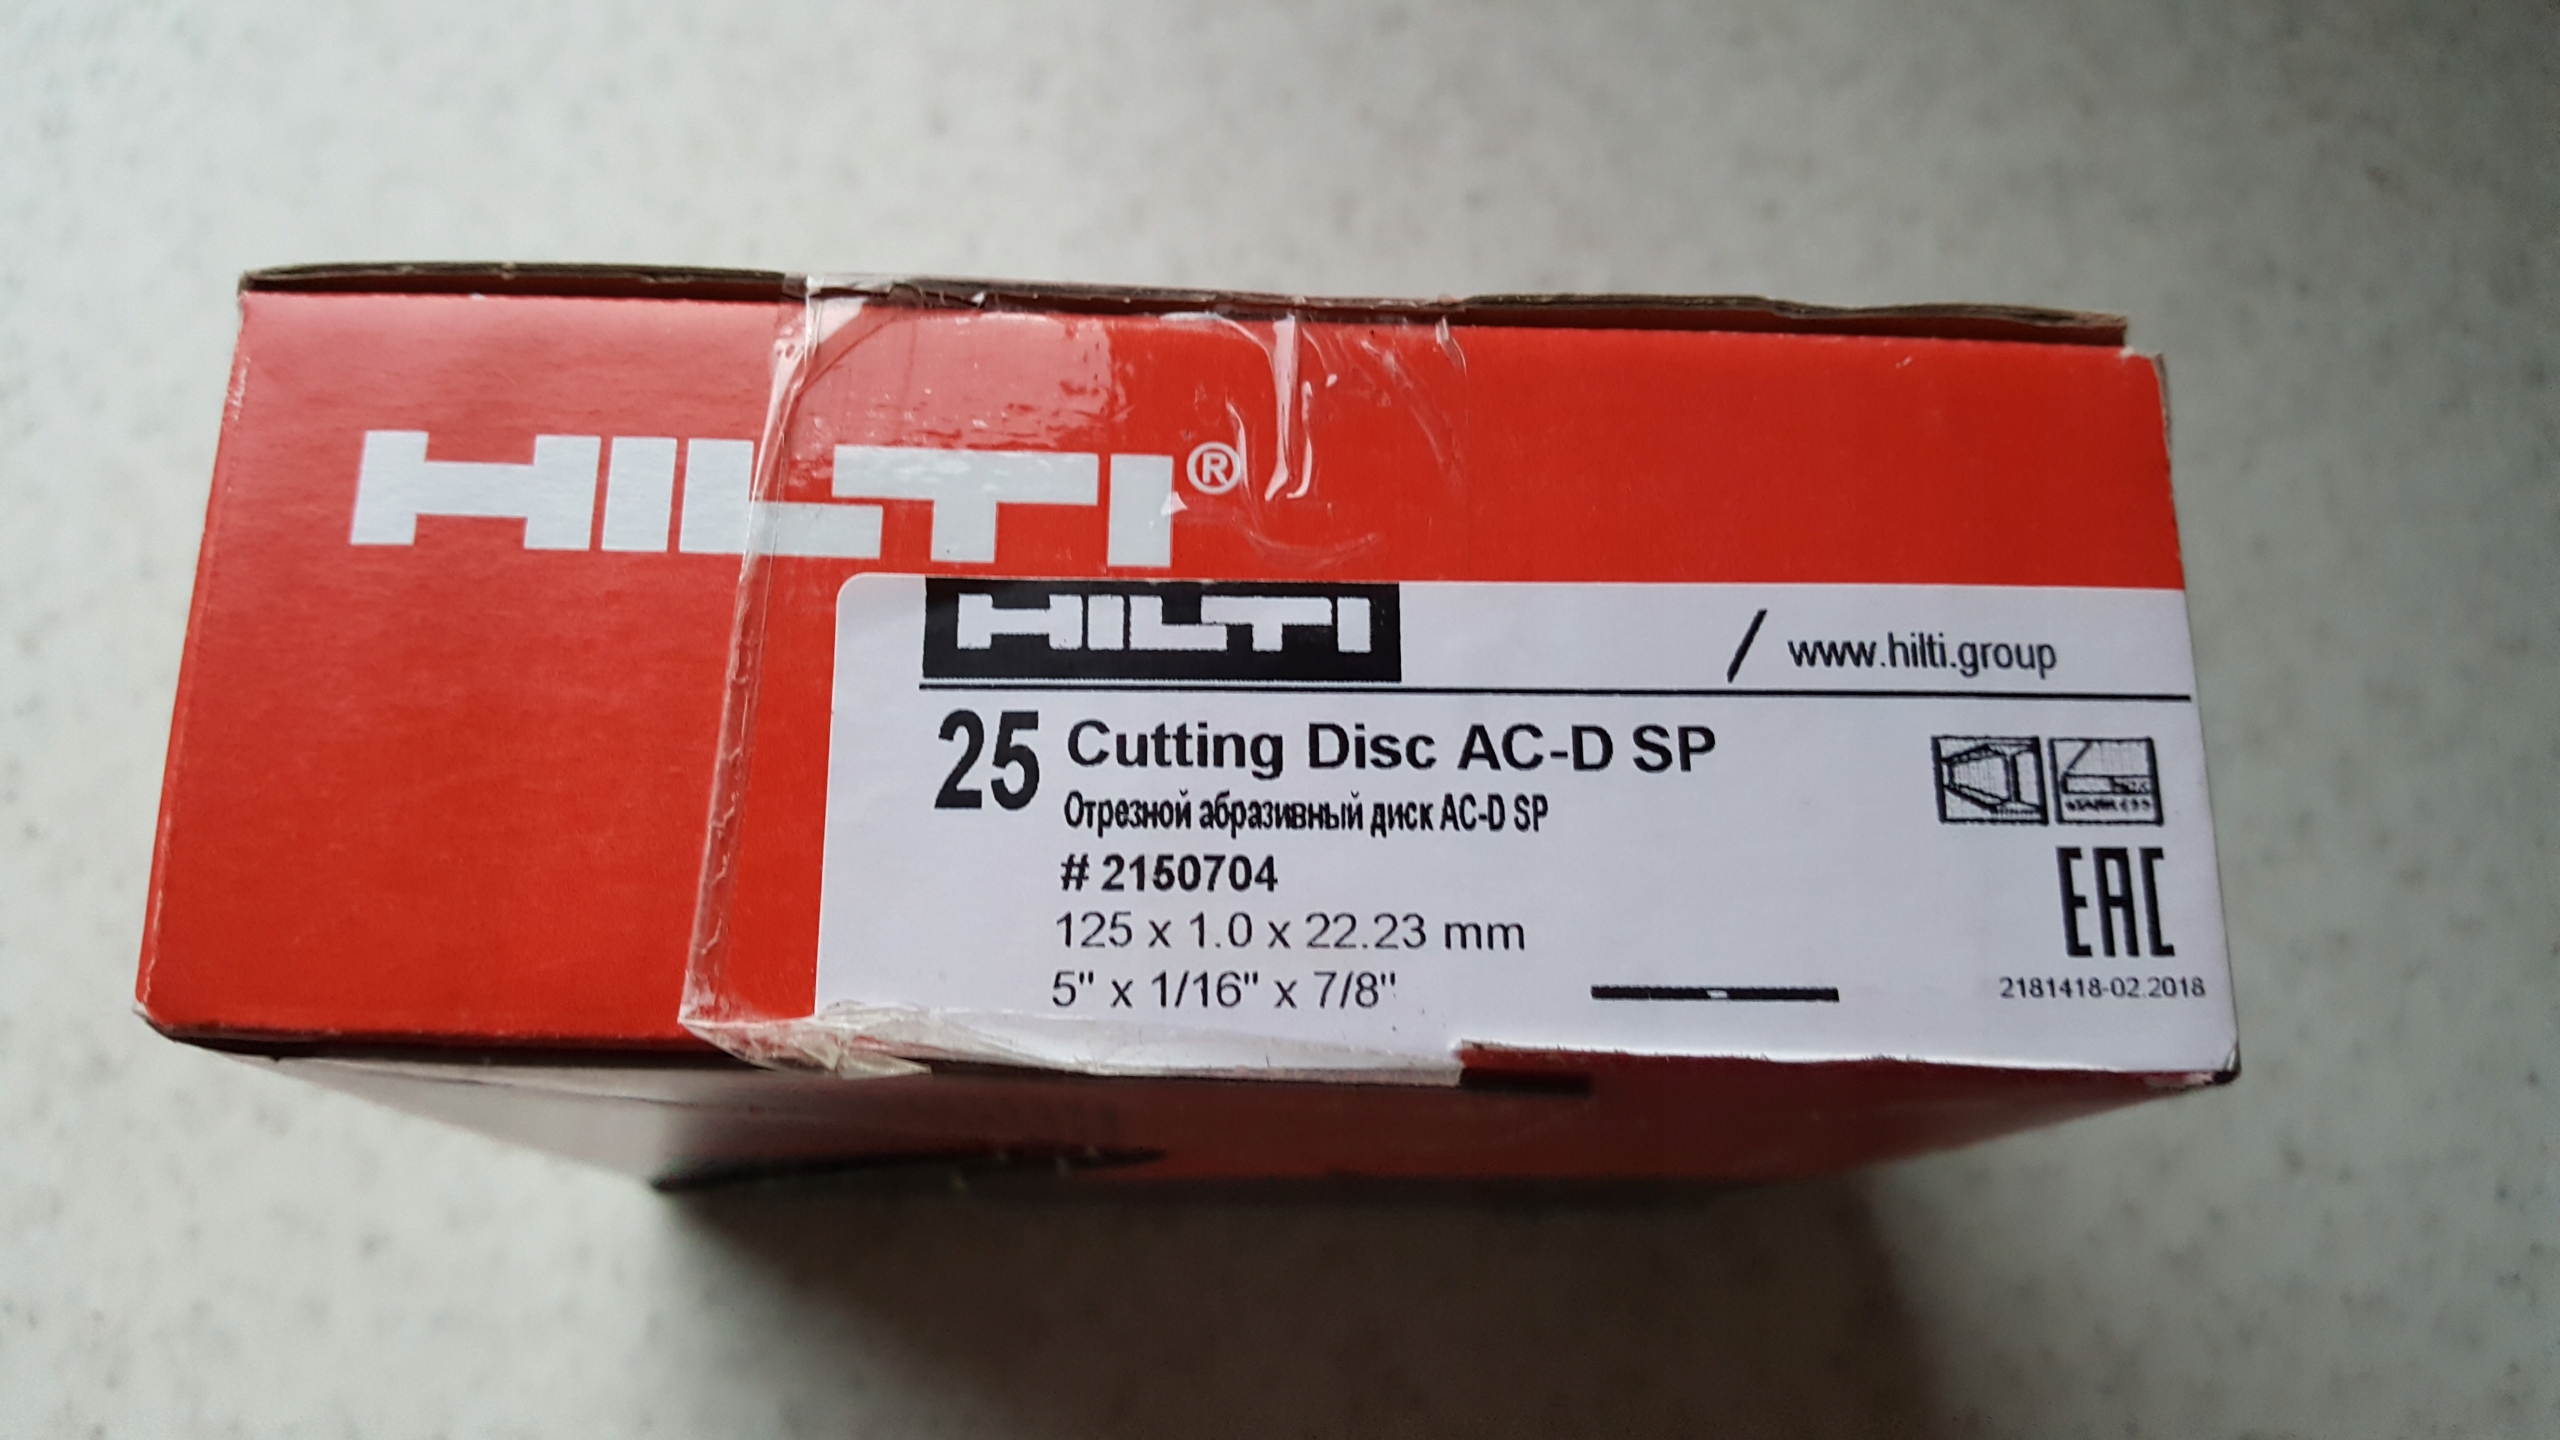 HILTI®
HILTI / www.hilti.group
25 Cutting Disc AC-D SP
Отрезной абразивный диск AC-D SP
# 2150704
125 x 1.0 x 22.23 mm
5" x 1/16" x 7/8"
EAC
2181418-02.2018